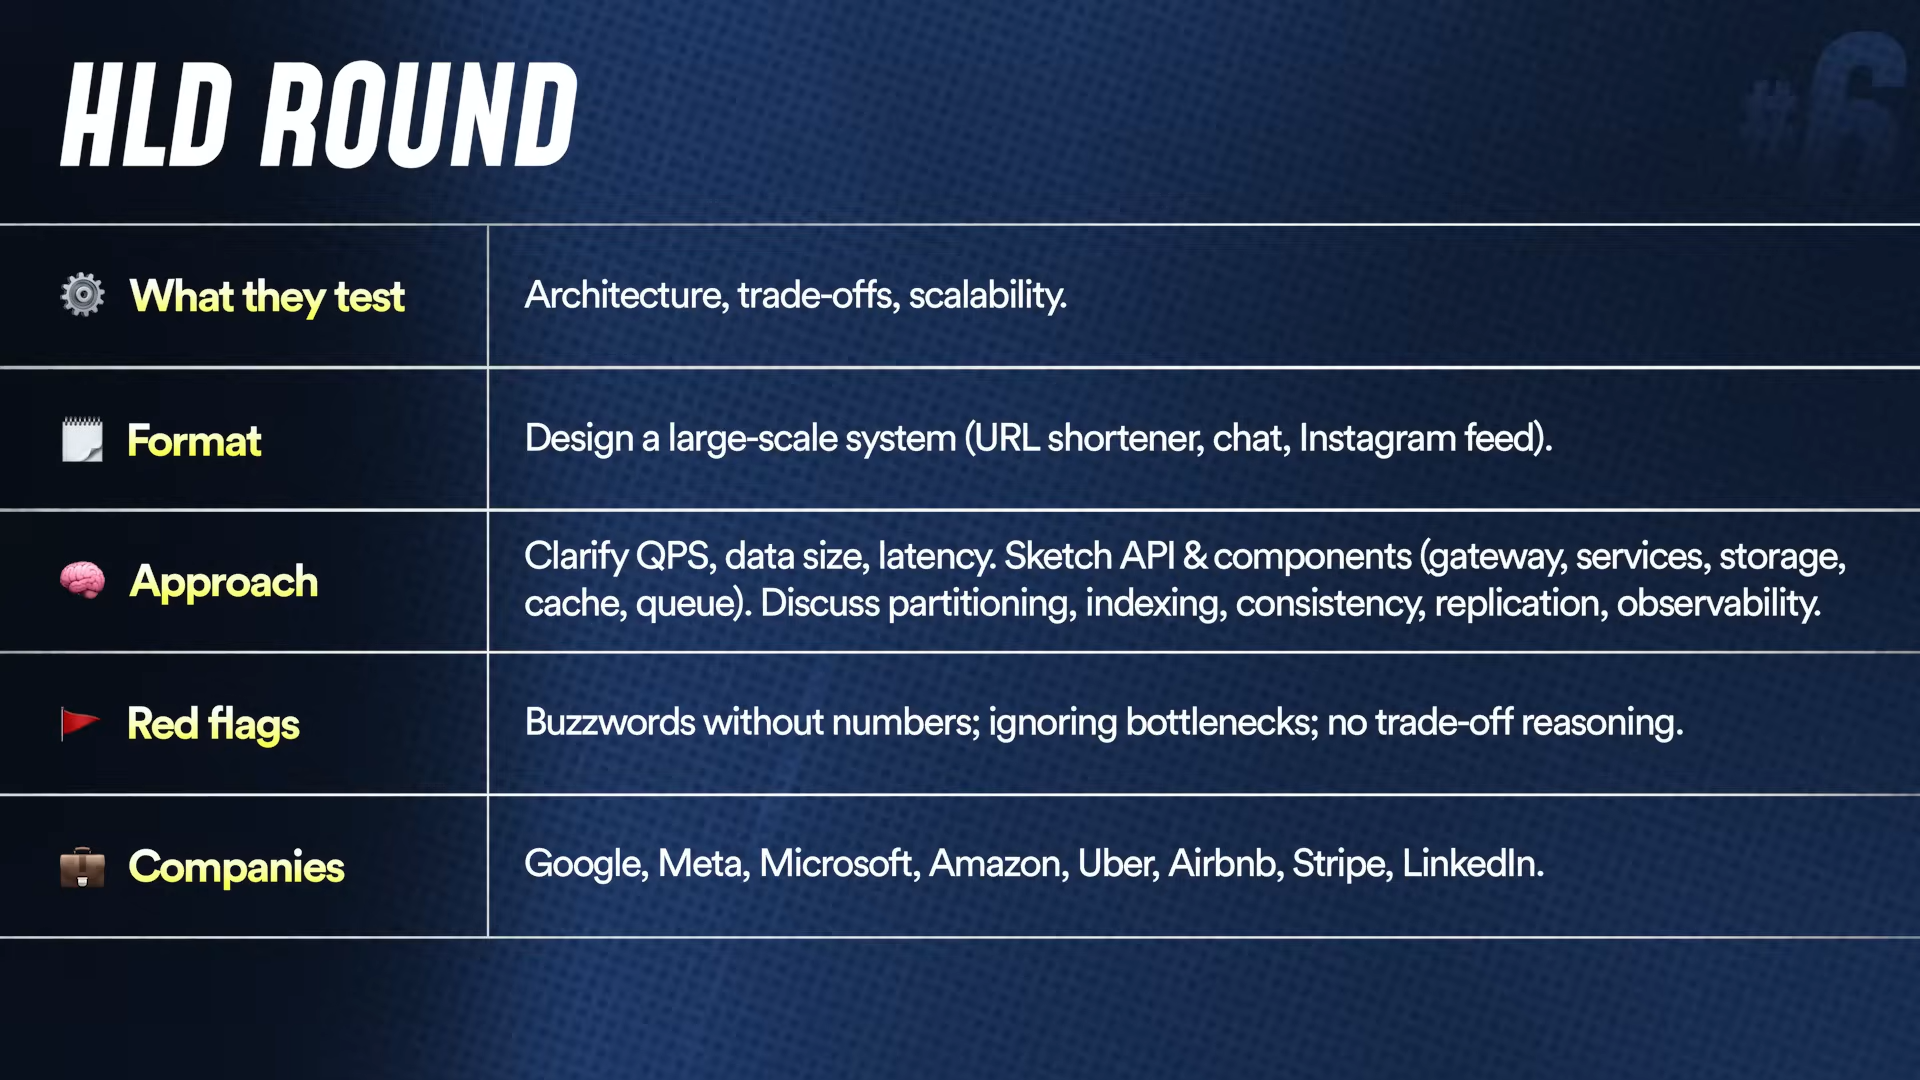 HLD ROUND
#6
What they test
Architecture, trade-offs, scalability.
Format
Design a large-scale system (URL shortener, chat, Instagram feed).
Approach
Clarify QPS, data size, latency. Sketch API & components (gateway, services, storage,
cache, queue). Discuss partitioning, indexing, consistency, replication, observability.
Red flags
Buzzwords without numbers; ignoring bottlenecks; no trade-off reasoning.
Companies
Google, Meta, Microsoft, Amazon, Uber, Airbnb, Stripe, LinkedIn.